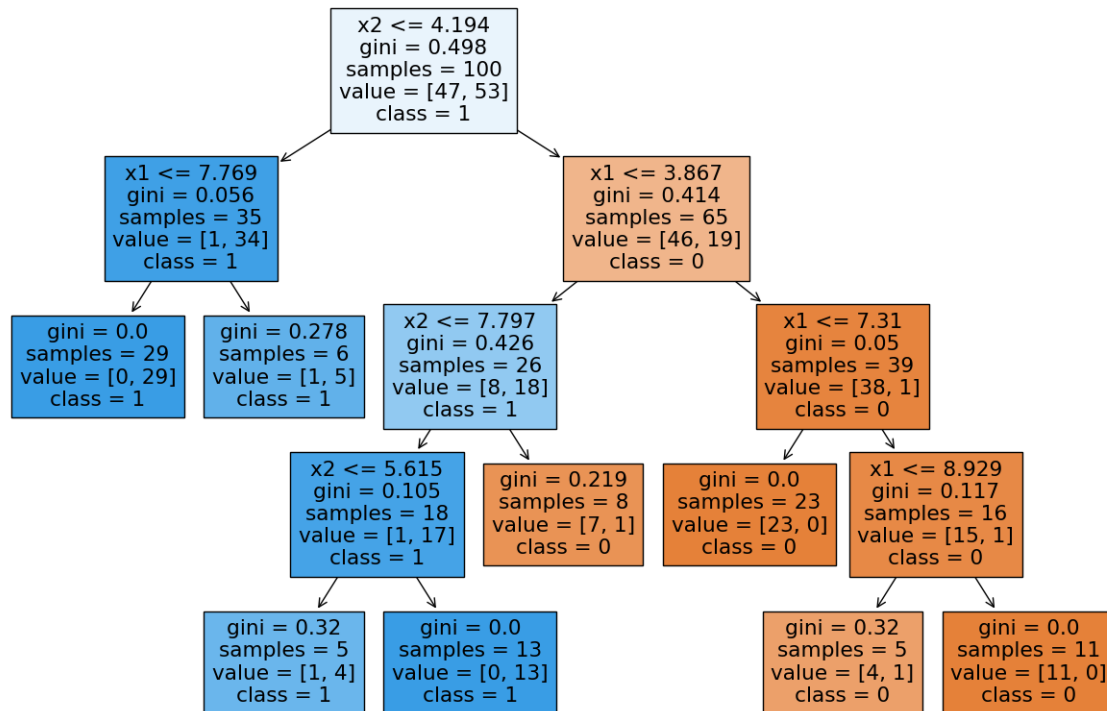 x2 <= 4.194
gini = 0.498
samples = 100
value = [47, 53]
class = 1
x1 <= 7.769
gini = 0.056
samples = 35
value = [1, 34]
class = 1
x1 <= 3.867
gini = 0.414
samples = 65
value = [46, 19]
class = 0
gini = 0.0
samples = 29
value = [0, 29]
class = 1
gini = 0.278
samples = 6
value = [1, 5]
class = 1
x2 <= 7.797
gini = 0.426
samples = 26
value = [8, 18]
class = 1
x1 <= 7.31
gini = 0.05
samples = 39
value = [38, 1]
class = 0
x2 <= 5.615
gini = 0.105
samples = 18
value = [1, 17]
class = 1
gini = 0.219
samples = 8
value = [7, 1]
class = 0
gini = 0.0
samples = 23
value = [23, 0]
class = 0
x1 <= 8.929
gini = 0.117
samples = 16
value = [15, 1]
class = 0
gini = 0.32
samples = 5
value = [1, 4]
class = 1
gini = 0.0
samples = 13
value = [0, 13]
class = 1
gini = 0.32
samples = 5
value = [4, 1]
class = 0
gini = 0.0
samples = 11
value = [11, 0]
class = 0